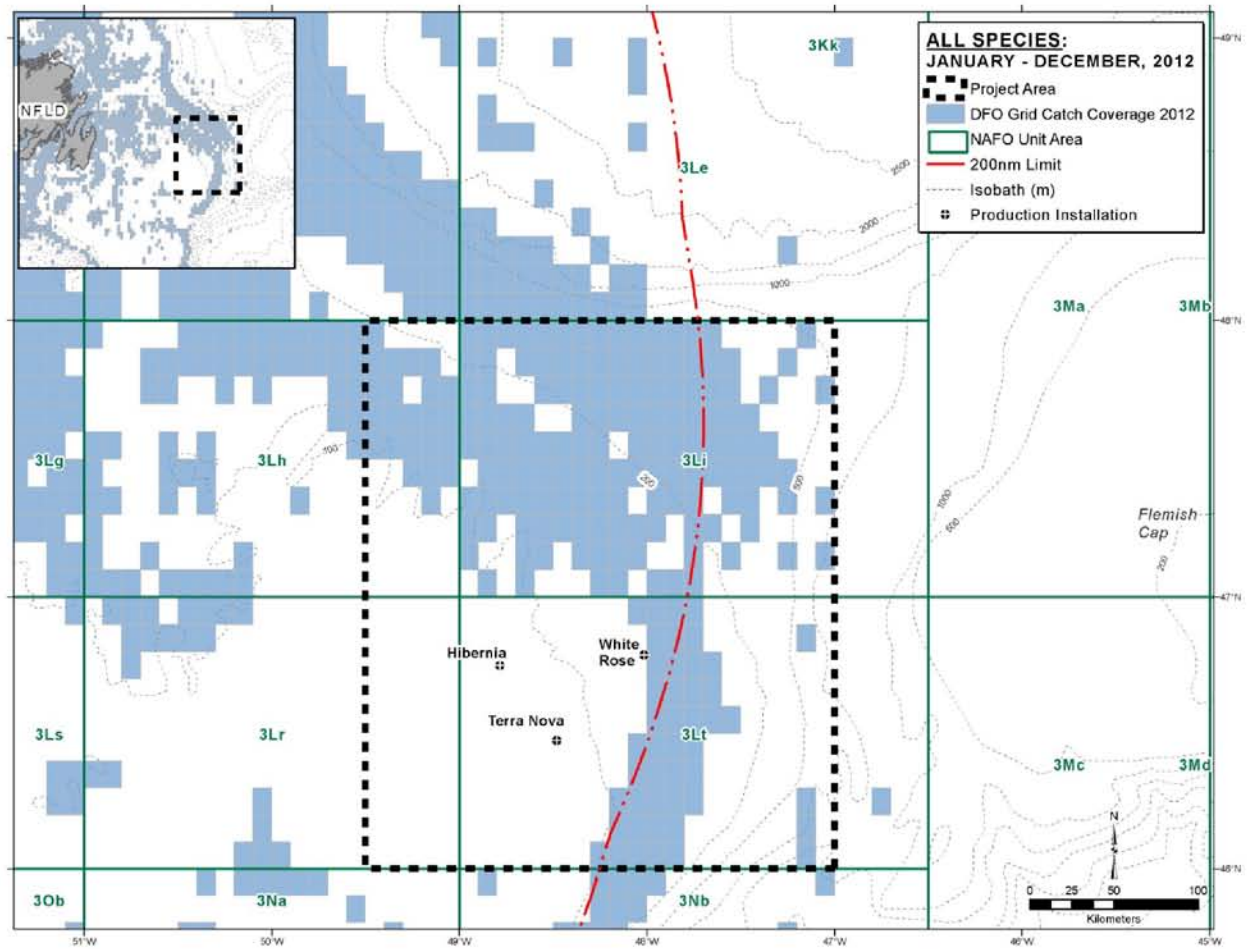 NFLD
ALL SPECIES:
JANUARY - DECEMBER, 2012
Project Area
DFO Grid Catch Coverage 2012
NAFO Unit Area
200nm Limit
Isobath (m)
Production Installation
3Kk
49°N
3Le
2500
2000
1000
3Ma
3Mb
48°N
100
3Lg
3Lh
3Li
200
500
1000
500
Flemish
Cap
200
47°N
Hibernia
White
Rose
Terra Nova
3Ls
3Lr
3Lt
3Mc
3Md
N
46°N
3Ob
3Na
3Nb
0 25 50 100
Kilometers
51°W
50°W
49°W
48°W
47°W
46°W
45°W